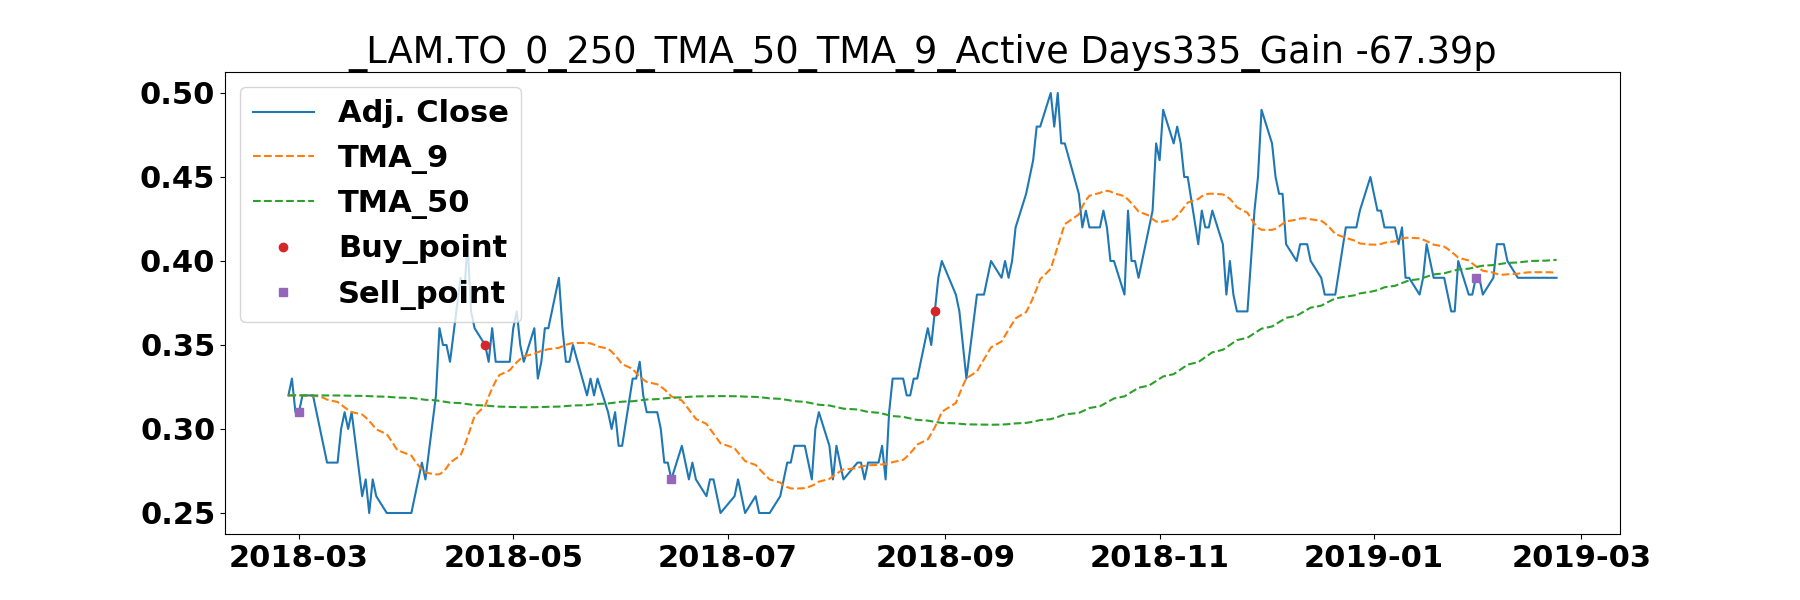 _LAM.TO_0_250_TMA_50_TMA_9_Active Days335_Gain -67.39p
0.50
0.45
0.40
0.35
0.30
0.25
Adj. Close
TMA_9
TMA_50
Buy_point
Sell_point
2018-03 2018-05 2018-07 2018-09 2018-11 2019-01 2019-03